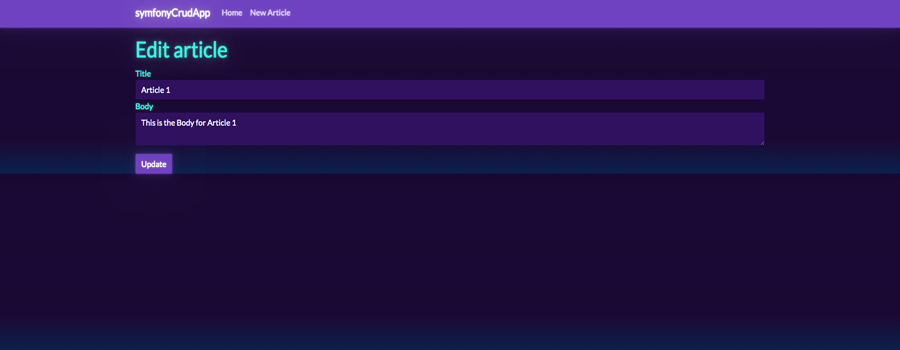 symfonyCrudApp Home New Article
Edit article
Title
Article 1
Body
This is the Body for Article 1
Update